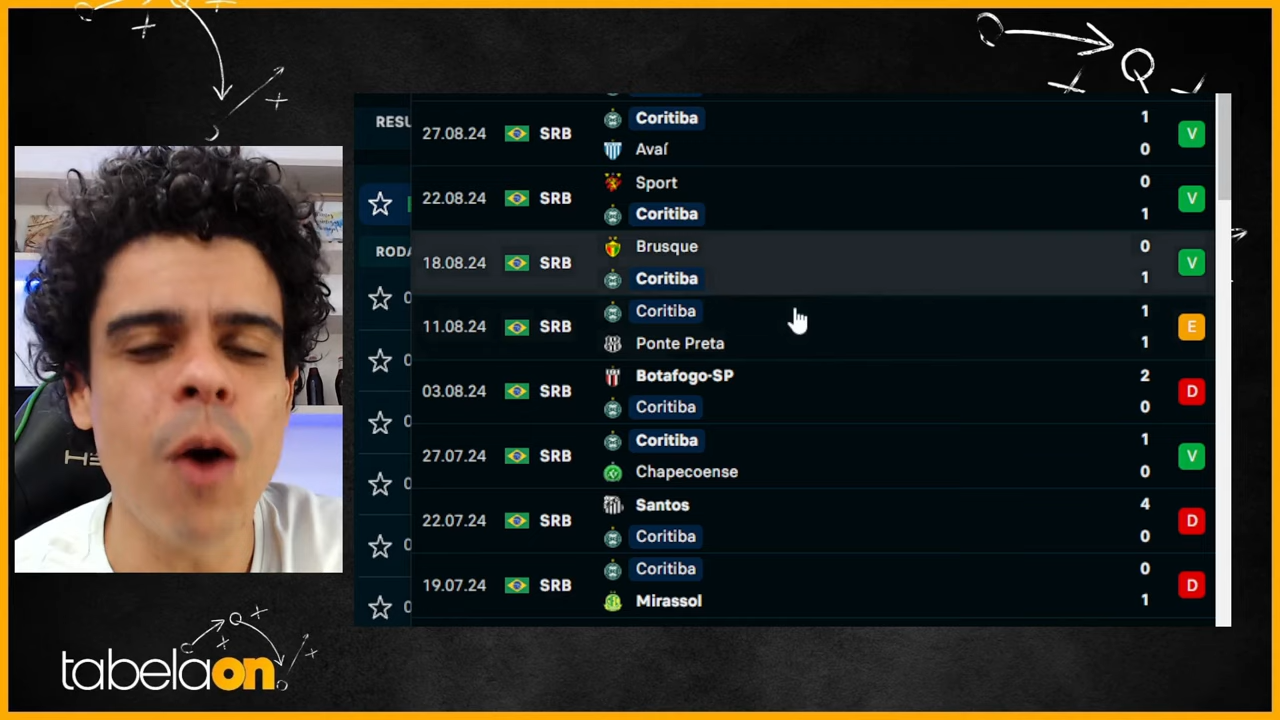 RESU
27.08.24 SRB Coritiba 1 V
Avaí 0
22.08.24 SRB Sport 0 V
Coritiba 1
RODA
18.08.24 SRB Brusque 0 V
Coritiba 1
11.08.24 SRB Coritiba 1 E
Ponte Preta 1
03.08.24 SRB Botafogo-SP 2 D
Coritiba 0
27.07.24 SRB Coritiba 1 V
Chapecoense 0
22.07.24 SRB Santos 4 D
Coritiba 0
19.07.24 SRB Coritiba 0 D
Mirassol 1
tabelaon